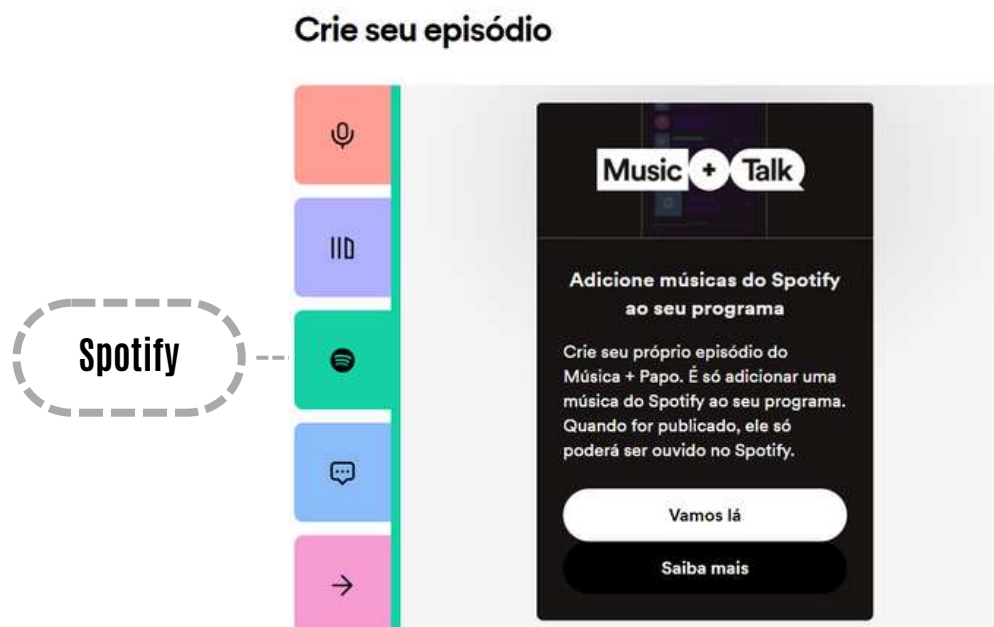 Crie seu episódio
Spotify
Music + Talk
Adicione músicas do Spotify
ao seu programa
Crie seu próprio episódio do
Música + Papo. É só adicionar uma
música do Spotify ao seu programa.
Quando for publicado, ele só
poderá ser ouvido no Spotify.
Vamos lá
Saiba mais